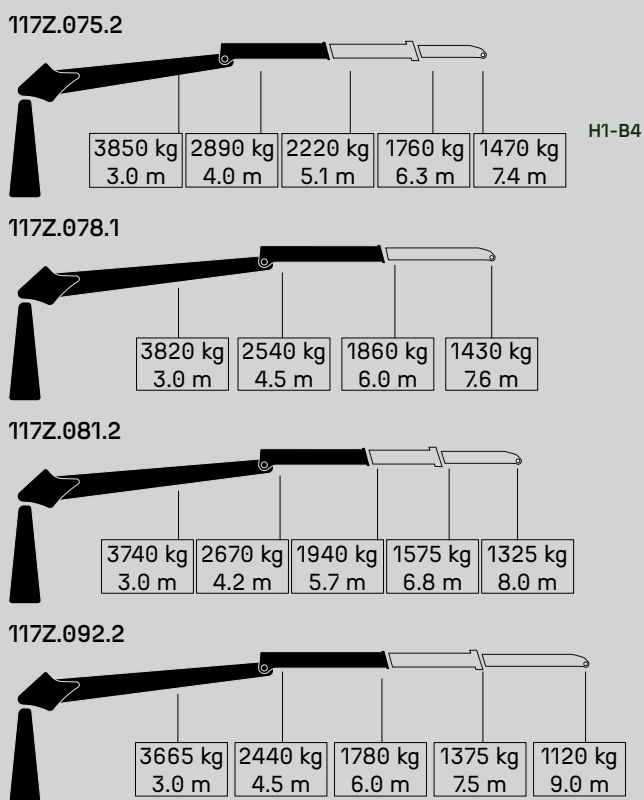 117Z.075.2
3850 kg 2890 kg 2220 kg 1760 kg 1470 kg
3.0 m 4.0 m 5.1 m 6.3 m 7.4 m
H1-B4
117Z.078.1
3820 kg 2540 kg 1860 kg 1430 kg
3.0 m 4.5 m 6.0 m 7.6 m
117Z.081.2
3740 kg 2670 kg 1940 kg 1575 kg 1325 kg
3.0 m 4.2 m 5.7 m 6.8 m 8.0 m
117Z.092.2
3665 kg 2440 kg 1780 kg 1375 kg 1120 kg
3.0 m 4.5 m 6.0 m 7.5 m 9.0 m